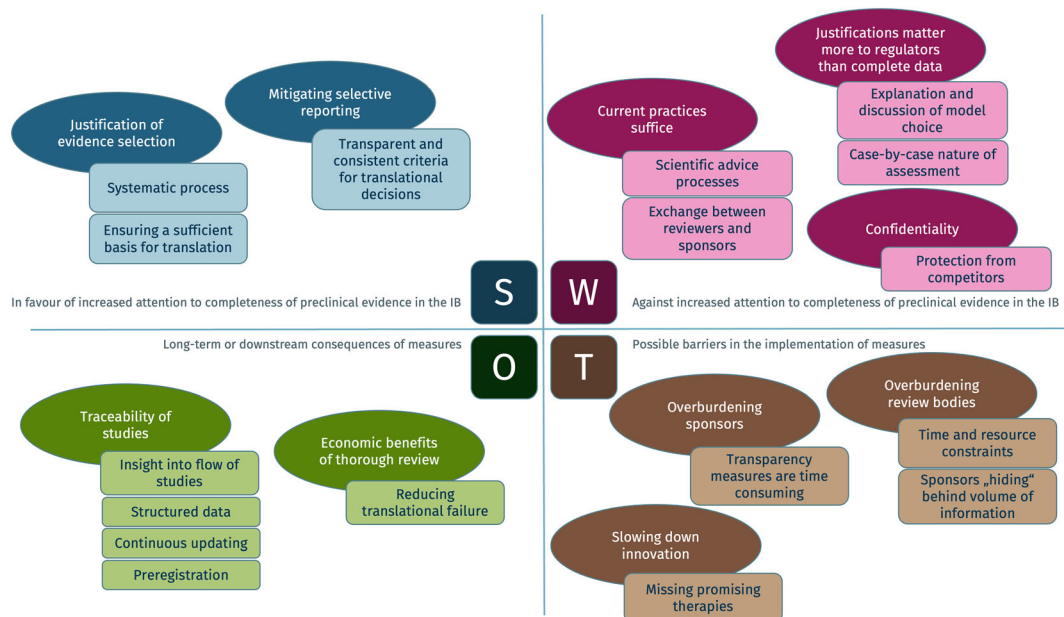 Justification of
evidence selection
Systematic process
Ensuring a sufficient
basis for translation
Mitigating selective
reporting
Transparent and
consistent criteria
for translational
decisions
S
In favour of increased attention to completeness of preclinical evidence in the IB
Current practices
suffice
Scientific advice
processes
Exchange between
reviewers and
sponsors
Justifications matter
more to regulators
than complete data
Explanation and
discussion of model
choice
Case-by-case nature of
assessment
Confidentiality
Protection from
competitors
W
Against increased attention to completeness of preclinical evidence in the IB
Long-term or downstream consequences of measures
O
Traceability of
studies
Insight into flow of
studies
Structured data
Continuous updating
Preregistration
Economic benefits
of thorough review
Reducing
translational failure
T
Possible barriers in the implementation of measures
Overburdening
sponsors
Transparency
measures are time
consuming
Overburdening
review bodies
Time and resource
constraints
Sponsors „hiding“
behind volume of
information
Slowing down
innovation
Missing promising
therapies